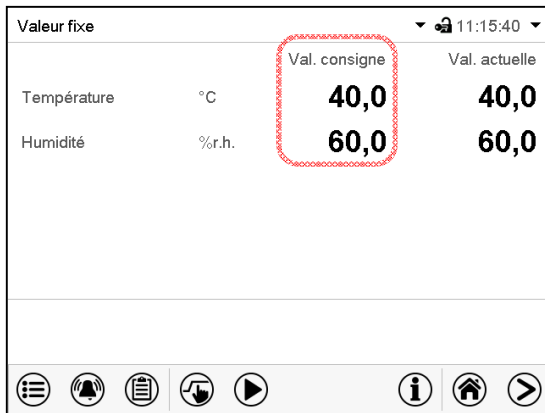 Valeur fixe 11:15:40
Val. consigne Val. actuelle
Température °C 40,0 40,0
Humidité %r.h. 60,0 60,0